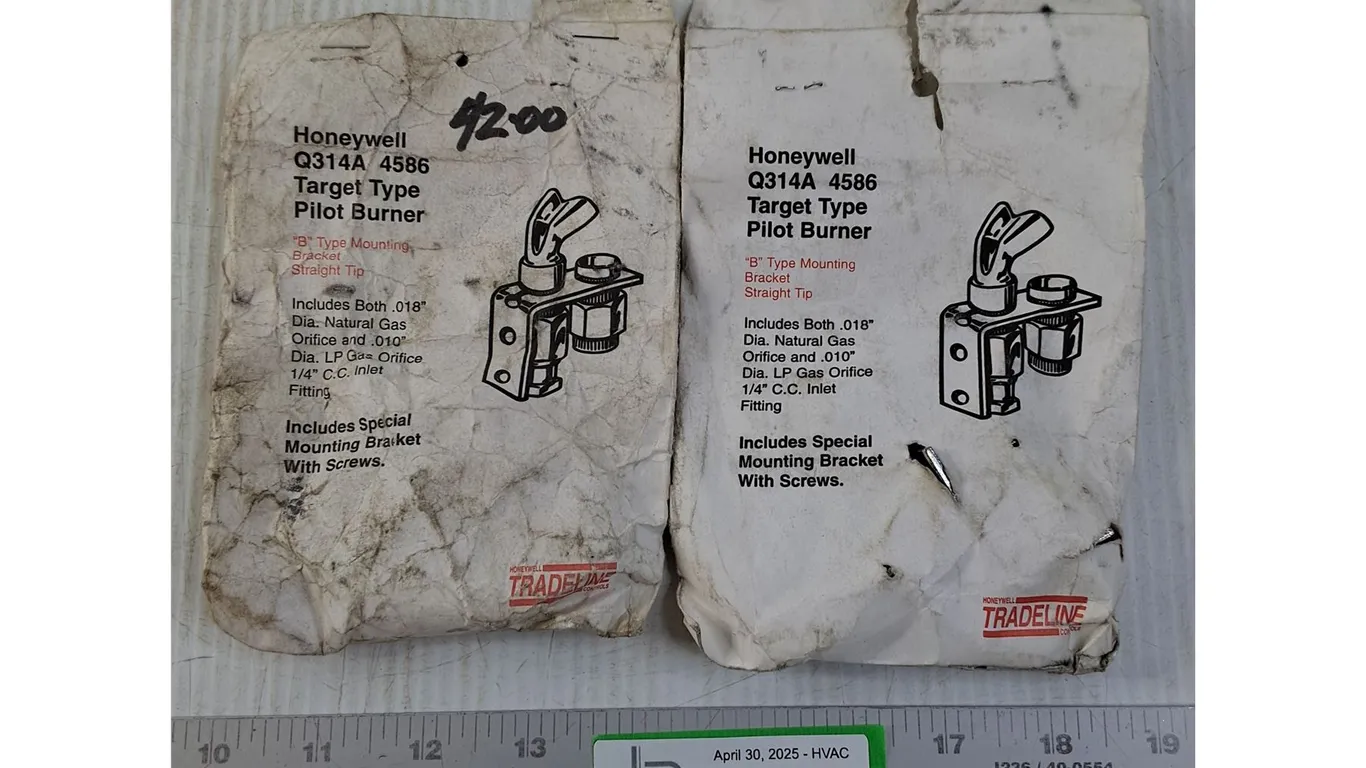 42.00
Honeywell
Q314A 4586
Target Type
Pilot Burner
"B" Type Mounting
Bracket
Straight Tip
Includes Both .018"
Dia. Natural Gas
Orifice and .010"
Dia. LP Gas Orifice
1/4" C.C. Inlet
Fitting
Includes Special
Mounting Bracket
With Screws.
HONEYWELL
TRADELINE
CONTROLS
Honeywell
Q314A 4586
Target Type
Pilot Burner
"B" Type Mounting
Bracket
Straight Tip
Includes Both .018"
Dia. Natural Gas
Orifice and .010"
Dia. LP Gas Orifice
1/4" C.C. Inlet
Fitting
Includes Special
Mounting Bracket
With Screws.
HONEYWELL
TRADELINE
10 11 12 13 17 18 19
April 30, 2025 - HVAC